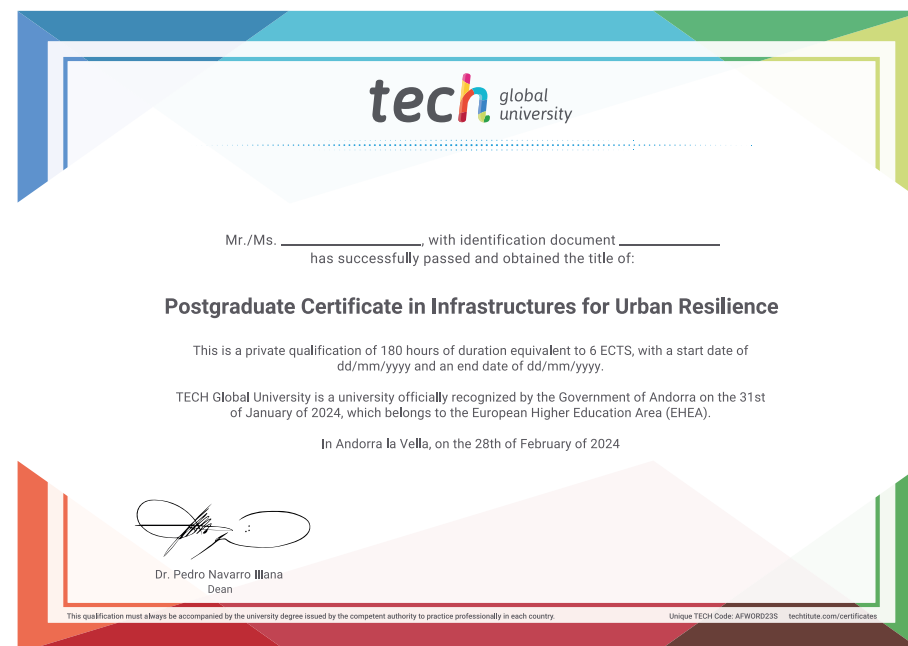 tech global
university
Mr./Ms. ____________________, with identification document ______________
has successfully passed and obtained the title of:
Postgraduate Certificate in Infrastructures for Urban Resilience
This is a private qualification of 180 hours of duration equivalent to 6 ECTS, with a start date of
dd/mm/yyyy and an end date of dd/mm/yyyy.
TECH Global University is a university officially recognized by the Government of Andorra on the 31st
of January of 2024, which belongs to the European Higher Education Area (EHEA).
In Andorra la Vella, on the 28th of February of 2024
Dr. Pedro Navarro Illana
Dean
This qualification must always be accompanied by the university degree issued by the competent authority to practice professionally in each country. Unique TECH Code: AFWORD23S techtitute.com/certificates